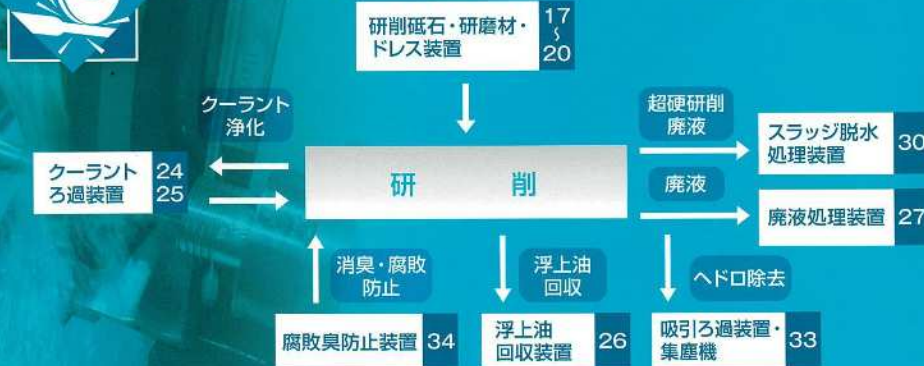 研削砥石・研磨材・
ドレス装置
17
〜
20
クーラント
浄化
超硬研削
廃液
スラッジ脱水
処理装置
30
クーラント
ろ過装置
24
25
研 削
廃液
廃液処理装置
27
消臭・腐敗
防止
浮上油
回収
ヘドロ除去
腐敗臭防止装置
34
浮上油
回収装置
26
吸引ろ過装置・
集塵機
33